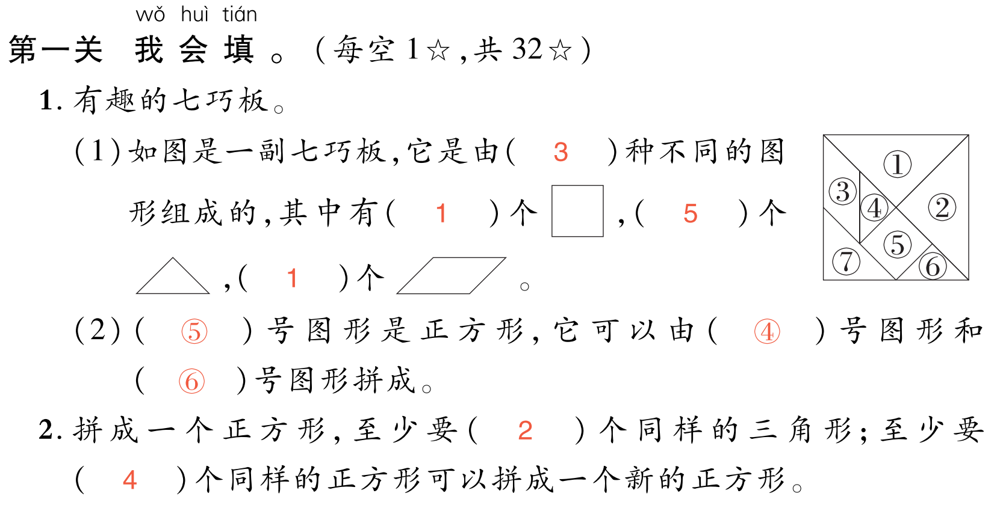 wǒ huì tián
第一关 我会填。(每空1☆,共32☆)
1. 有趣的七巧板。
(1)如图是一副七巧板,它是由( 3 )种不同的图
形组成的,其中有( 1 )个 ,( 5 )个
,( 1 )个 。
① ② ③ ④ ⑤ ⑥ ⑦
(2)( ⑤ )号图形是正方形,它可以由( ④ )号图形和
( ⑥ )号图形拼成。
2. 拼成一个正方形,至少要( 2 )个同样的三角形;至少要
( 4 )个同样的正方形可以拼成一个新的正方形。